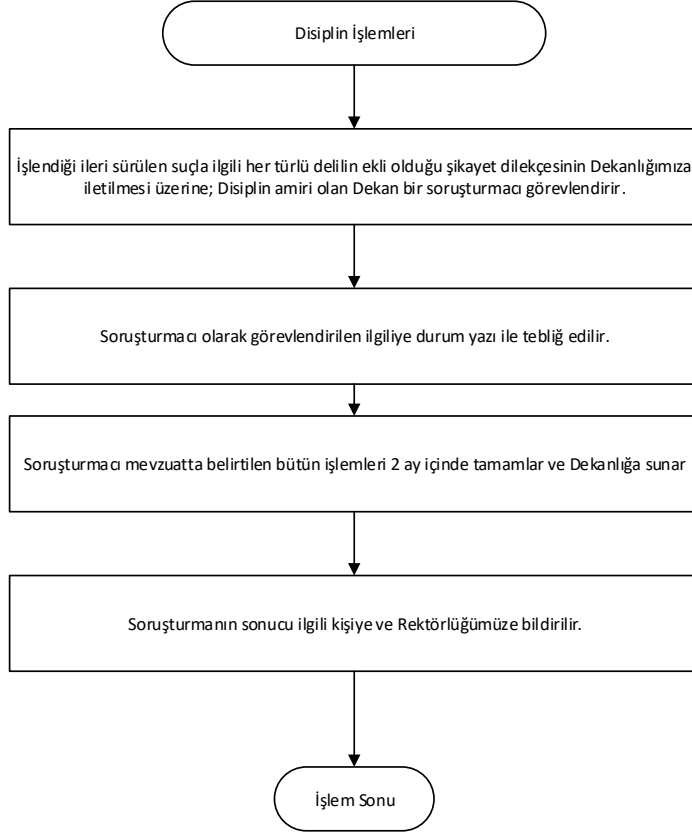 Disiplin İşlemleri
İşlendiği ileri sürülen suçla ilgili her türlü delilin ekli olduğu şikayet dilekçesinin Dekanlığımıza
iletilmesi üzerine; Disiplin amiri olan Dekan bir soruşturmacı görevlendirir.
Soruşturmacı olarak görevlendirilen ilgiliye durum yazı ile tebliğ edilir.
Soruşturmacı mevzuatta belirtilen bütün işlemleri 2 ay içinde tamamlar ve Dekanlığa sunar
Soruşturmanın sonucu ilgili kişiye ve Rektörlüğümüze bildirilir.
İşlem Sonu